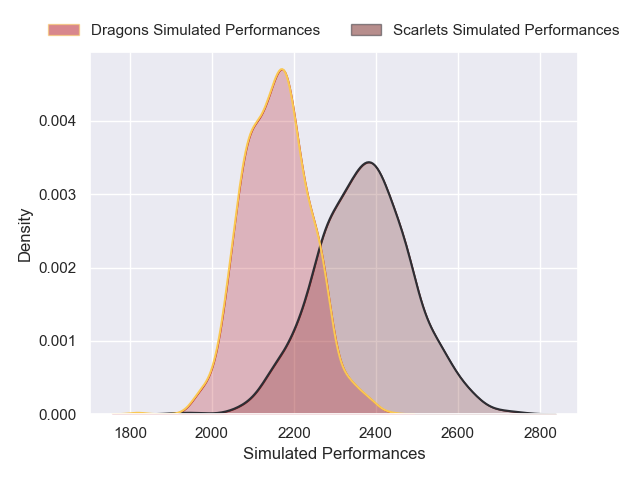 Dragons Simulated Performances Scarlets Simulated Performances
0.004
0.003
0.002
0.001
0.000
Density
1800 2000 2200 2400 2600 2800
Simulated Performances